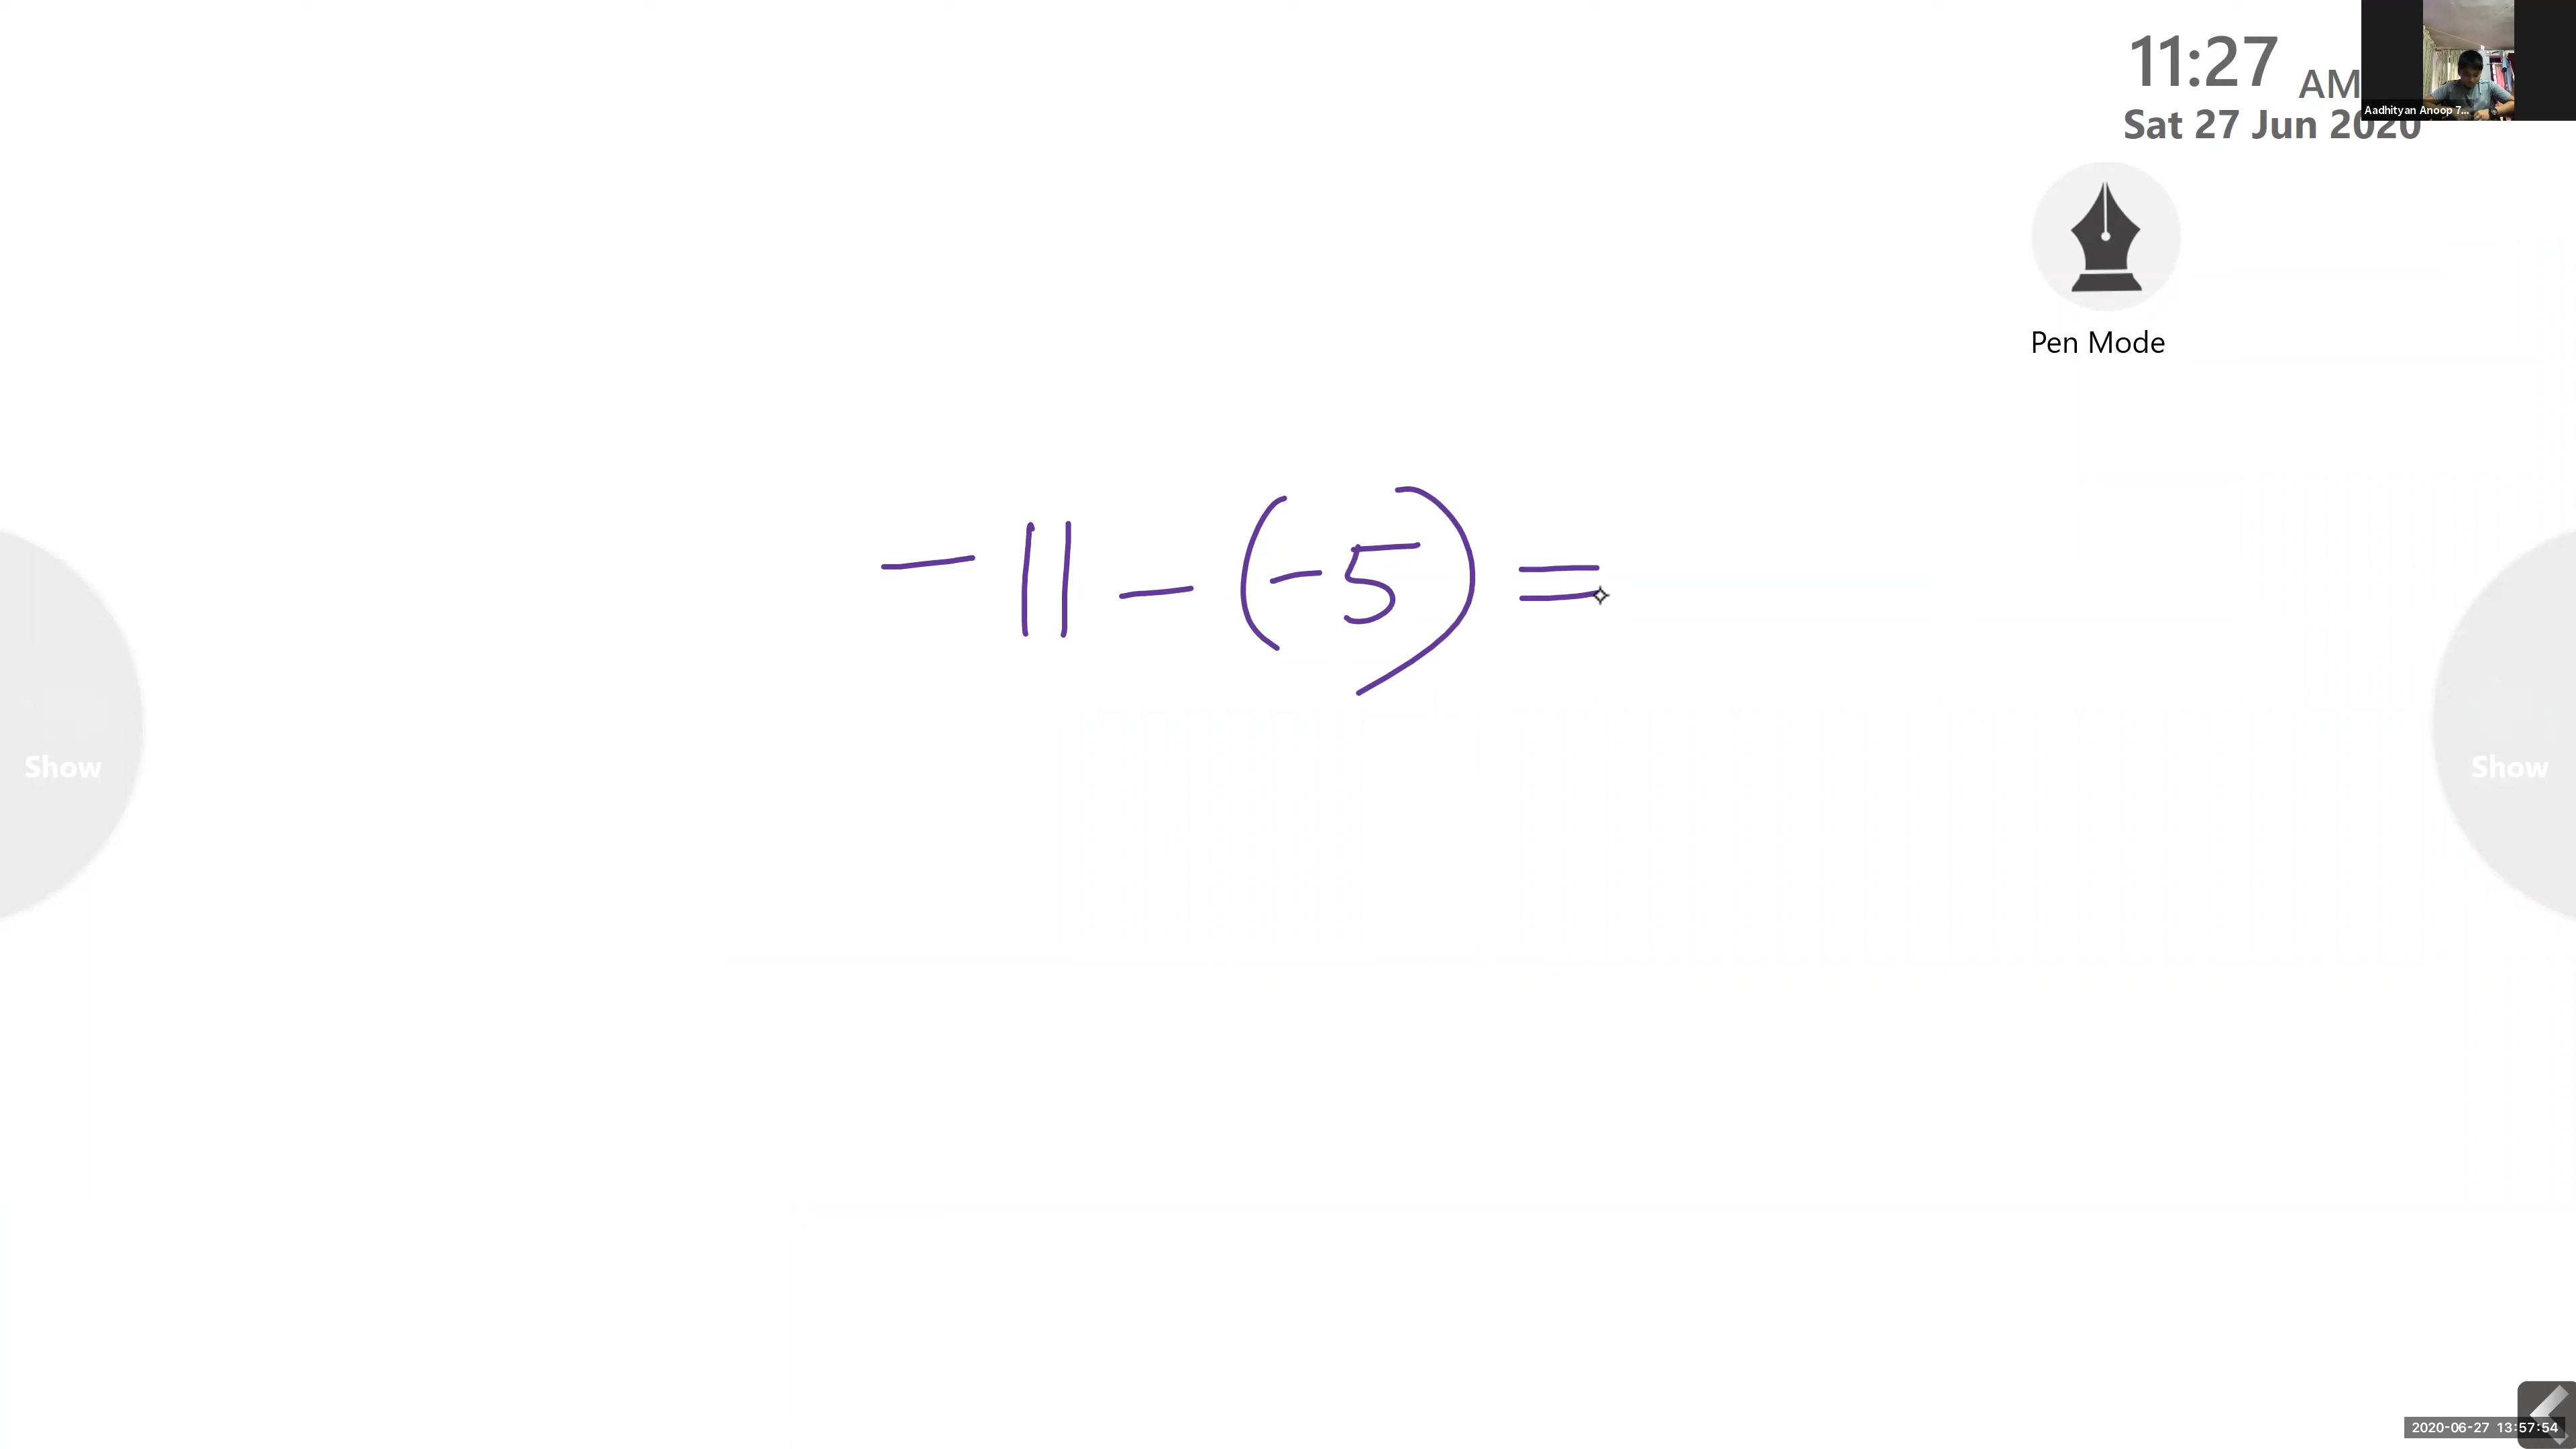 11:27 AM
Aadhityan Anoop 7...
Sat 27 Jun 2020
Pen Mode
- 11 - (-5) =
Show
Show
2020-06-27 13:57:54